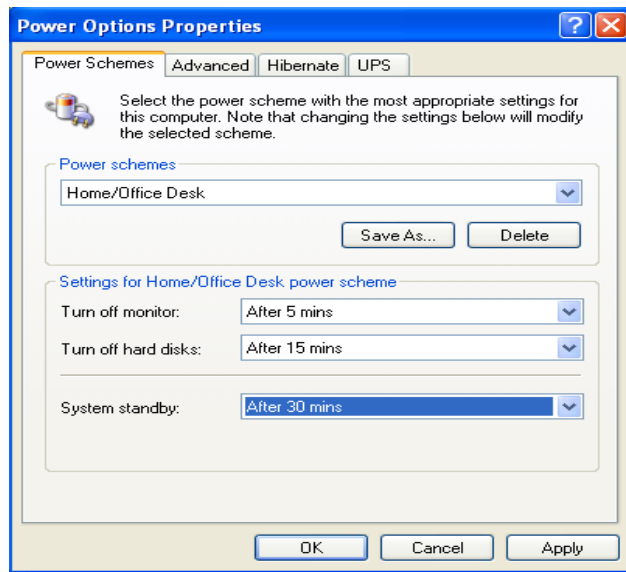 Power Options Properties
Power Schemes Advanced Hibernate UPS
Select the power scheme with the most appropriate settings for
this computer. Note that changing the settings below will modify
the selected scheme.
Power schemes
Home/Office Desk
Save As... Delete
Settings for Home/Office Desk power scheme
Turn off monitor: After 5 mins
Turn off hard disks: After 15 mins
System standby: After 30 mins
OK Cancel Apply